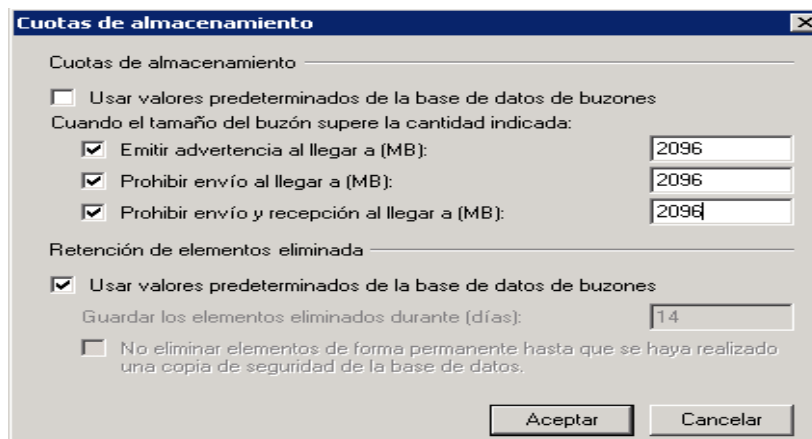 Cuotas de almacenamiento
Cuotas de almacenamiento
Usar valores predeterminados de la base de datos de buzones
Cuando el tamaño del buzón supere la cantidad indicada:
Emitir advertencia al llegar a (MB): 2096
Prohibir envío al llegar a (MB): 2096
Prohibir envío y recepción al llegar a (MB): 2096
Retención de elementos eliminada
Usar valores predeterminados de la base de datos de buzones
Guardar los elementos eliminados durante (días): 14
No eliminar elementos de forma permanente hasta que se haya realizado
una copia de seguridad de la base de datos.
Aceptar Cancelar